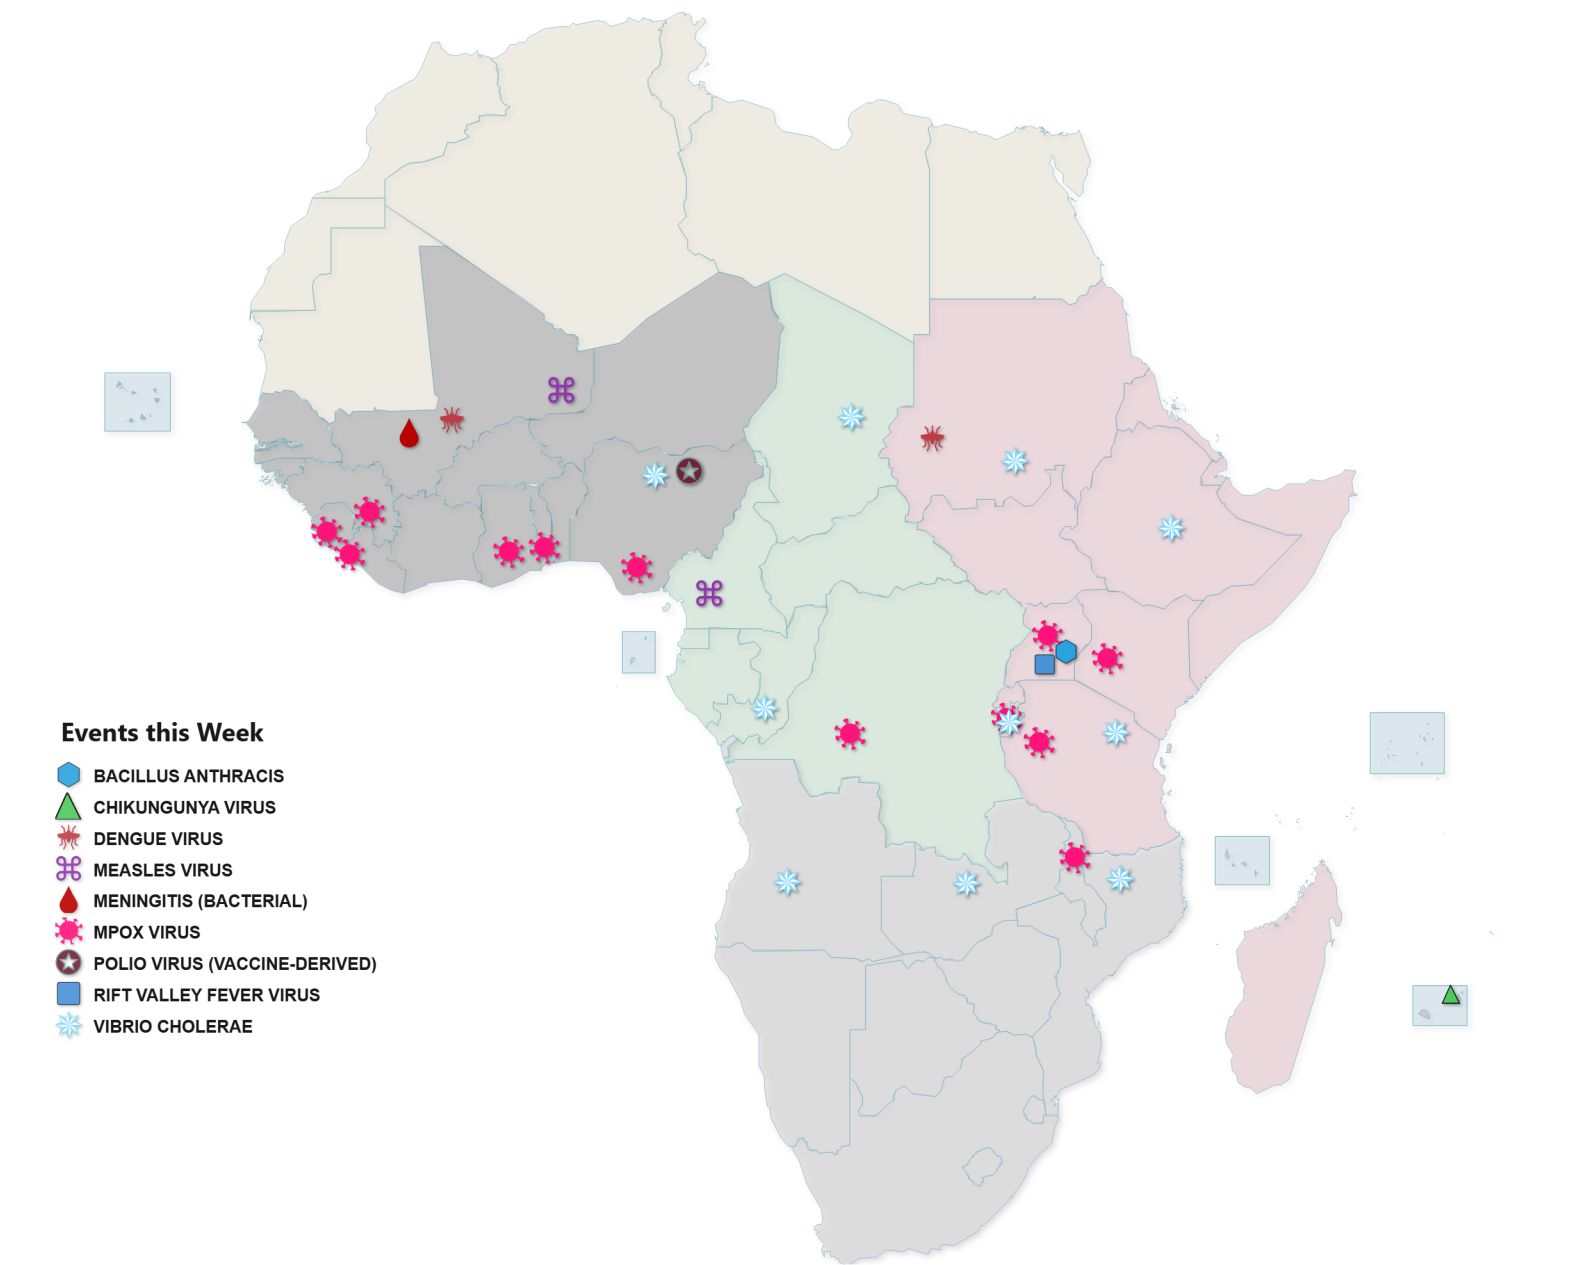 Events this Week
BACILLUS ANTHRACIS
CHIKUNGUNYA VIRUS
DENGUE VIRUS
MEASLES VIRUS
MENINGITIS (BACTERIAL)
MPOX VIRUS
POLIO VIRUS (VACCINE-DERIVED)
RIFT VALLEY FEVER VIRUS
VIBRIO CHOLERAE